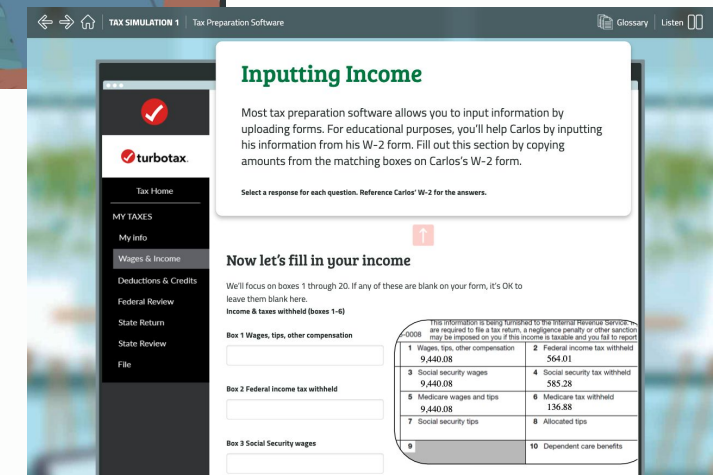 TAX SIMULATION 1 | Tax Preparation Software
Glossary | Listen
Inputting Income
Most tax preparation software allows you to input information by
uploading forms. For educational purposes, you'll help Carlos by inputting
his information from his W-2 form. Fill out this section by copying
amounts from the matching boxes on Carlos's W-2 form.
Select a response for each question. Reference Carlos' W-2 for the answers.
turbotax.
Tax Home
MY TAXES
My info
Wages & Income
Deductions & Credits
Federal Review
State Return
State Review
File
Now let's fill in your income
We'll focus on boxes 1 through 20. If any of these are blank on your form, it's OK to
leave them blank here.
Income & taxes withheld (boxes 1-6)
Box 1 Wages, tips, other compensation
Box 2 Federal income tax withheld
Box 3 Social Security wages
This information is being furnished to the Internal Revenue Service. If
-0008 are required to file a tax return, a negligence penalty or other sanction
may be imposed on you if this income is taxable and you fail to report
1 Wages, tips, other compensation 2 Federal income tax withheld
9,440.08 564.01
3 Social security wages 4 Social security tax withheld
9,440.08 585.28
5 Medicare wages and tips 6 Medicare tax withheld
9,440.08 136.88
7 Social security tips 8 Allocated tips
9 10 Dependent care benefits